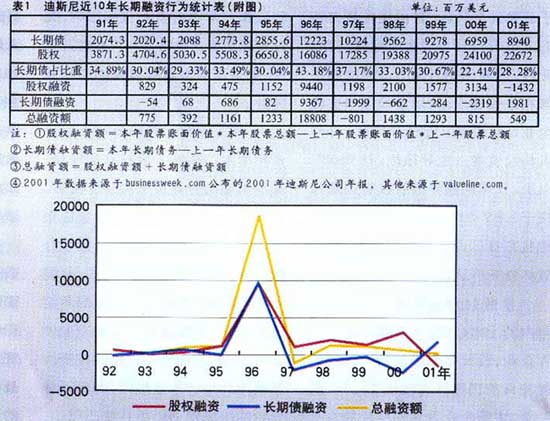 表1 迪斯尼近10年长期融资行为统计表(附图) 单位:百万美元
91年 92年 93年 94年 95年 96年 97年 98年 99年 00年 01年
长期债 2074.3 2020.4 2088 2773.8 2855.6 12223 10224 9562 9278 6959 8940
股权 3871.3 4704.6 5030.5 5508.3 6650.8 16086 17285 19388 20975 24100 22672
长期债占比重 34.89% 30.04% 29.33% 33.49% 30.04% 43.18% 37.17% 33.03% 30.67% 22.41% 28.28%
股权融资 829 324 475 1152 9440 1198 2100 1577 3134 -1432
长期债融资 -54 68 686 82 9367 -1999 -662 -284 -2319 1981
总融资额 775 392 1161 1233 18808 -801 1438 1293 815 549
注:①股权融资额=本年股票账面价值*本年股票总额—上一年股票账面价值*上一年股票总额
②长期债融资额=本年长期债务—上一年长期债务
③总融资额=股权融资额+长期债融资额
④2001年数据来源于businessweek.com公布的2001年迪斯尼公司年报,其他来源于valueline.com。
20000
15000
10000
5000
0
-5000
92 93 94 95 96 97 98 99 00 01年
股权融资 长期债融资 总融资额